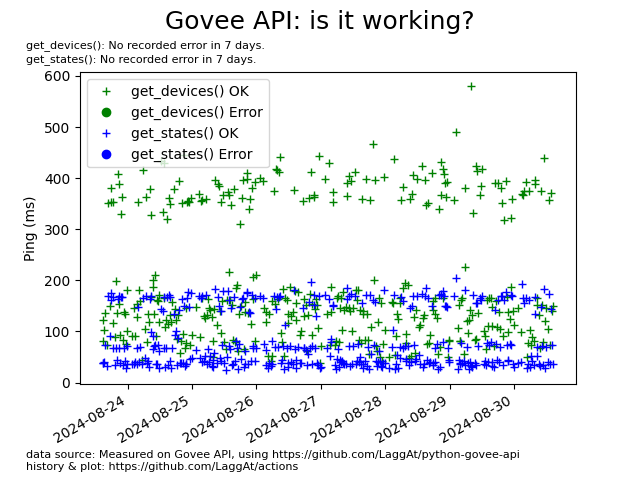 Govee API: is it working?
get_devices(): No recorded error in 7 days.
get_states(): No recorded error in 7 days.
600
500
400
300
200
100
0
Ping (ms)
get_devices() OK
get_devices() Error
get_states() OK
get_states() Error
2024-08-24
2024-08-25
2024-08-26
2024-08-27
2024-08-28
2024-08-29
2024-08-30
data source: Measured on Govee API, using https://github.com/LaggAt/python-govee-api
history & plot: https://github.com/LaggAt/actions